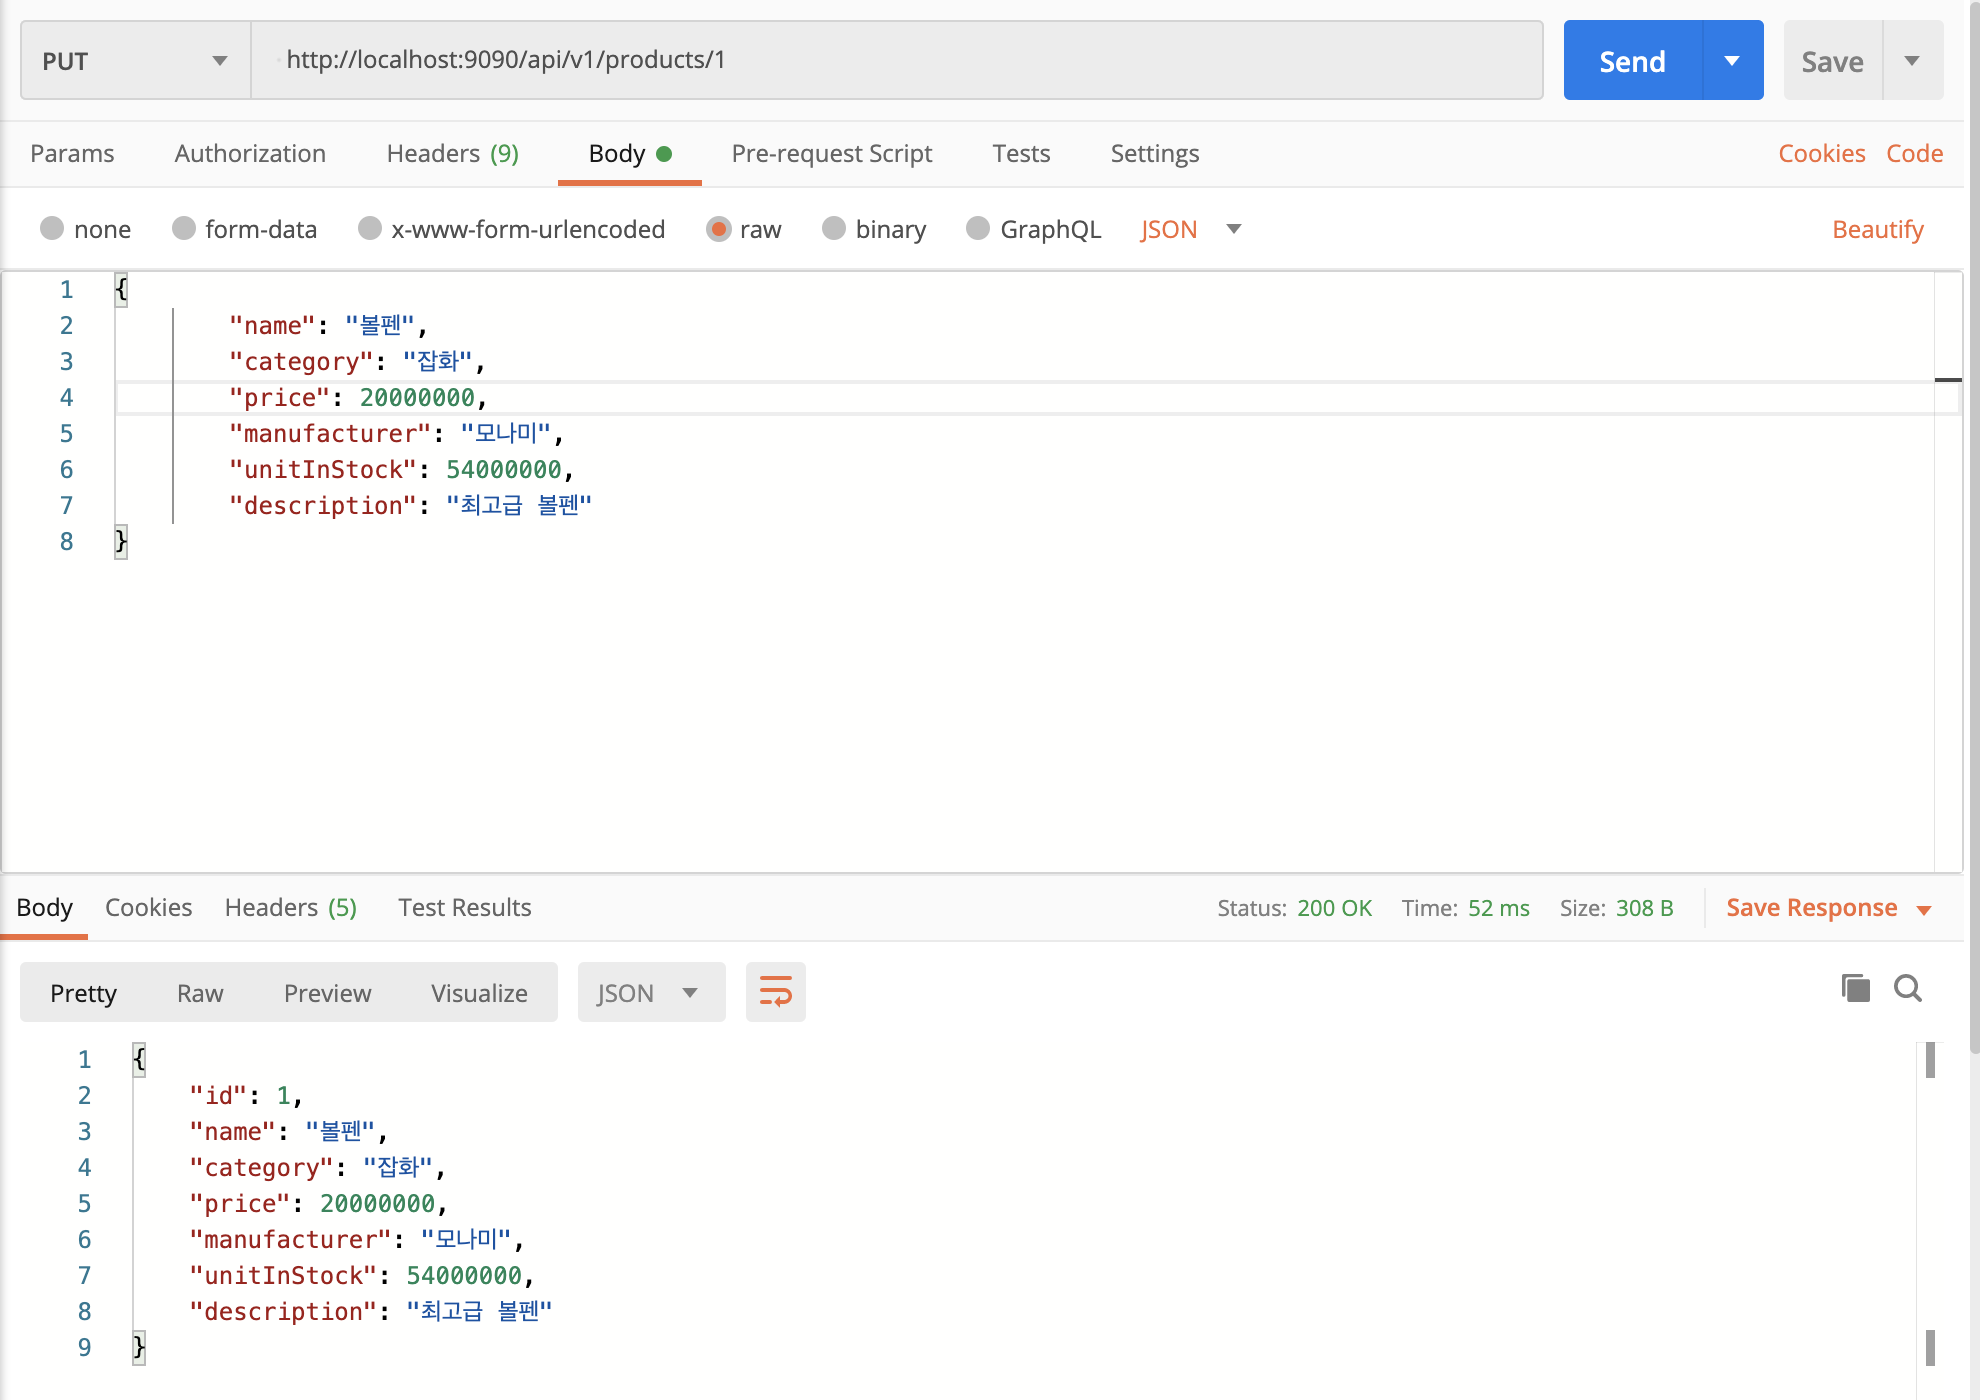 PUT http://localhost:9090/api/v1/products/1 Send Save
Params Authorization Headers (9) Body Pre-request Script Tests Settings Cookies Code
none form-data x-www-form-urlencoded raw binary GraphQL JSON Beautify
1 {
2 "name": "볼펜",
3 "category": "잡화",
4 "price": 20000000,
5 "manufacturer": "모나미",
6 "unitInStock": 54000000,
7 "description": "최고급 볼펜"
8 }
Body Cookies Headers (5) Test Results Status: 200 OK Time: 52 ms Size: 308 B Save Response
Pretty Raw Preview Visualize JSON
1 {
2 "id": 1,
3 "name": "볼펜",
4 "category": "잡화",
5 "price": 20000000,
6 "manufacturer": "모나미",
7 "unitInStock": 54000000,
8 "description": "최고급 볼펜"
9 }